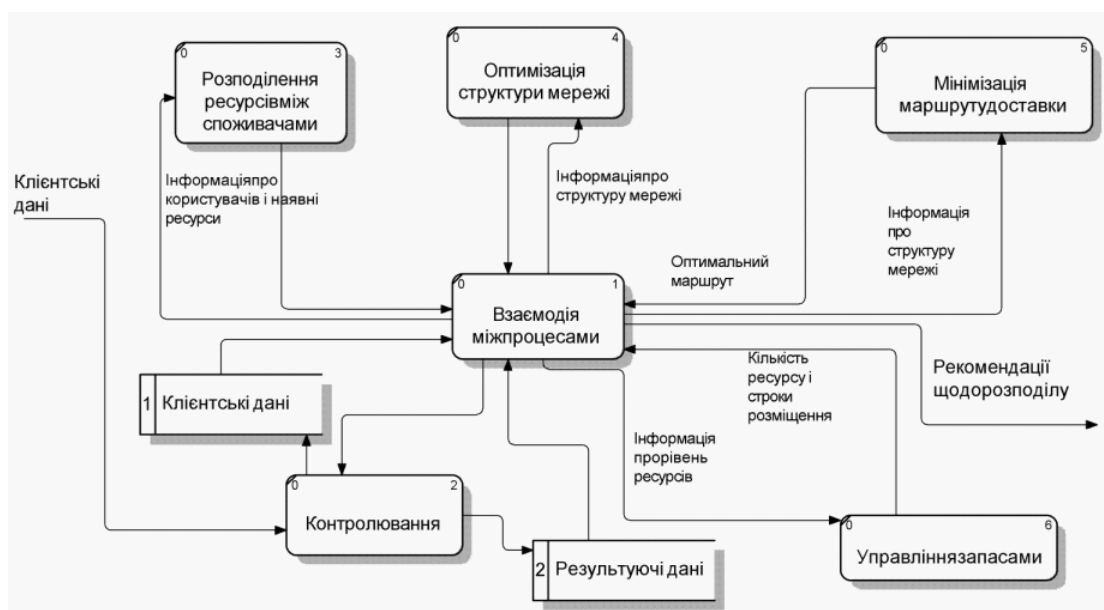 0 3
Розподілення
ресурсівміж
споживачами
0 4
Оптимізація
структури мережі
0 5
Мінімізація
маршрутудоставки
Клієнтські
дані
Інформаціяпро
користувачів і наявні
ресурси
Інформаціяпро
структуру мережі
Інформація
про
структуру
мережі
Оптимальний
маршрут
0 1
Взаємодія
міжпроцесами
Кількість
ресурсу і
строки
розміщення
Рекомендації
щодорозподілу
1 Клієнтські дані
Інформація
прорівень
ресурсів
0 2
Контролювання
0 6
Управліннязапасами
2 Результуючі дані